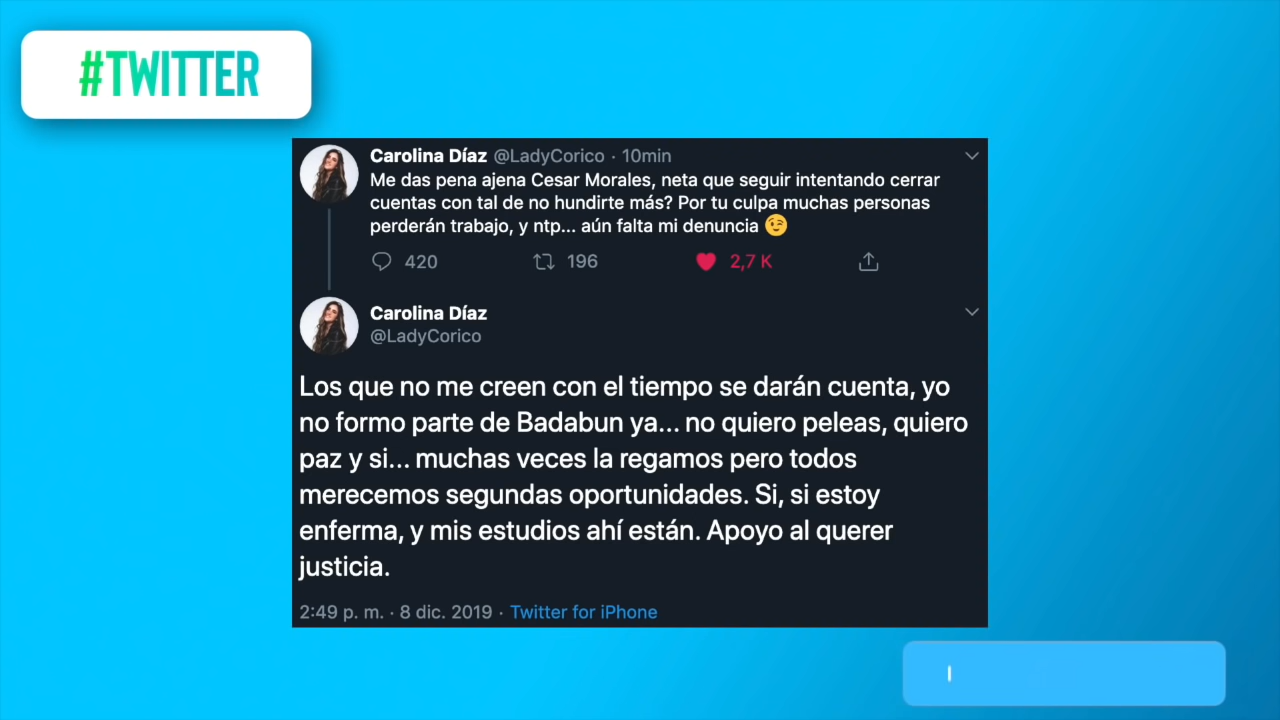 #TWITTER
Carolina Díaz @LadyCorico · 10min
Me das pena ajena Cesar Morales, neta que seguir intentando cerrar
cuentas con tal de no hundirte más? Por tu culpa muchas personas
perderán trabajo, y ntp... aún falta mi denuncia 😉
420 196 2,7 K
Carolina Díaz
@LadyCorico
Los que no me creen con el tiempo se darán cuenta, yo
no formo parte de Badabun ya... no quiero peleas, quiero
paz y si... muchas veces la regamos pero todos
merecemos segundas oportunidades. Si, si estoy
enferma, y mis estudios ahí están. Apoyo al querer
justicia.
2:49 p. m. · 8 dic. 2019 · Twitter for iPhone